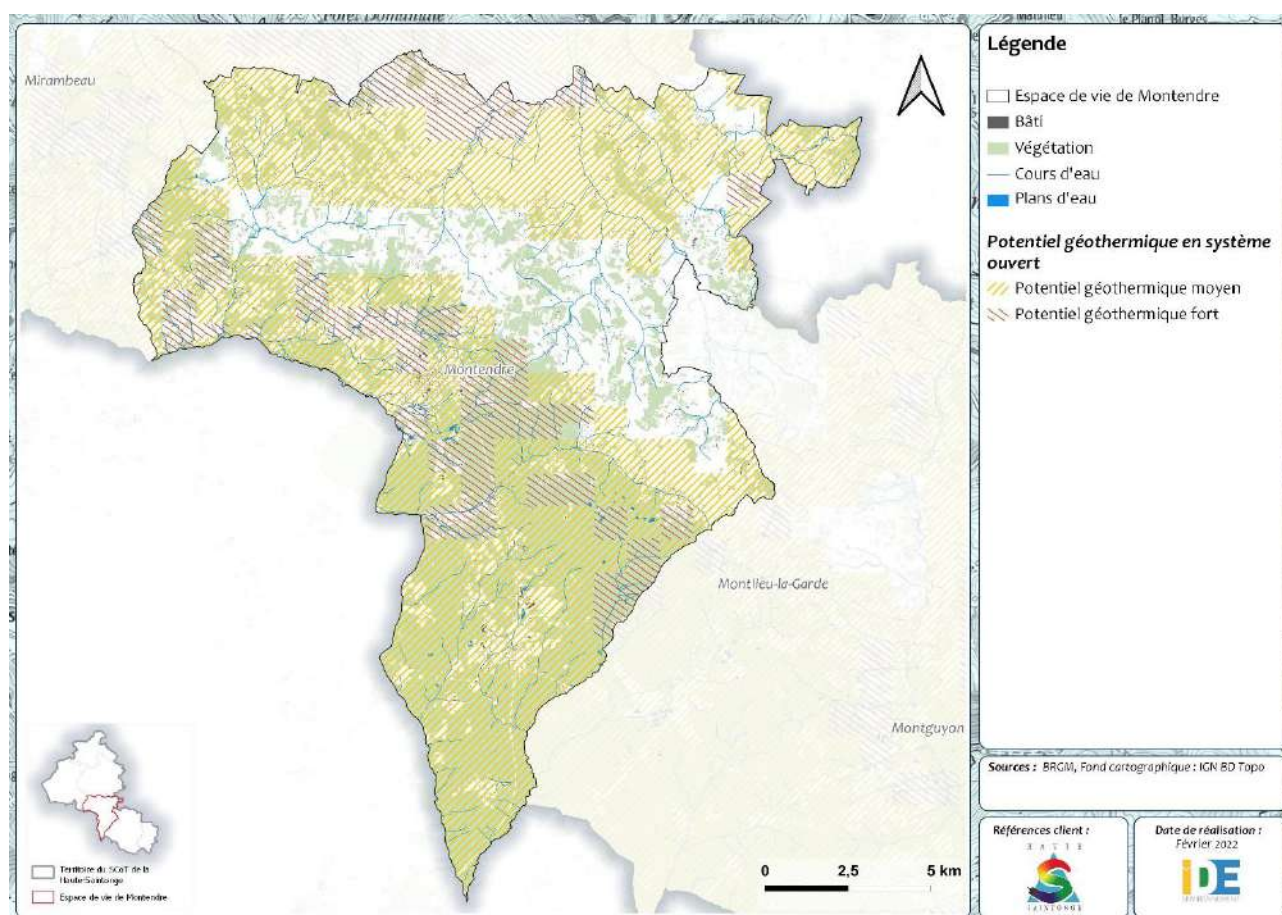 Mirambeau
Montendre
Montlieu-la-Garde
Montguyon
0 2,5 5 km
Territoire du SCoT de la
Haute-Saintonge
Espace de vie de Montendre
Légende
Espace de vie de Montendre
Bâti
Végétation
Cours d'eau
Plans d'eau
Potentiel géothermique en système
ouvert
Potentiel géothermique moyen
Potentiel géothermique fort
Sources : BRGM, Fond cartographique : IGN BD Topo
Références client :
HAUTE
SAINTONGE
Date de réalisation :
Février 2022
IDE